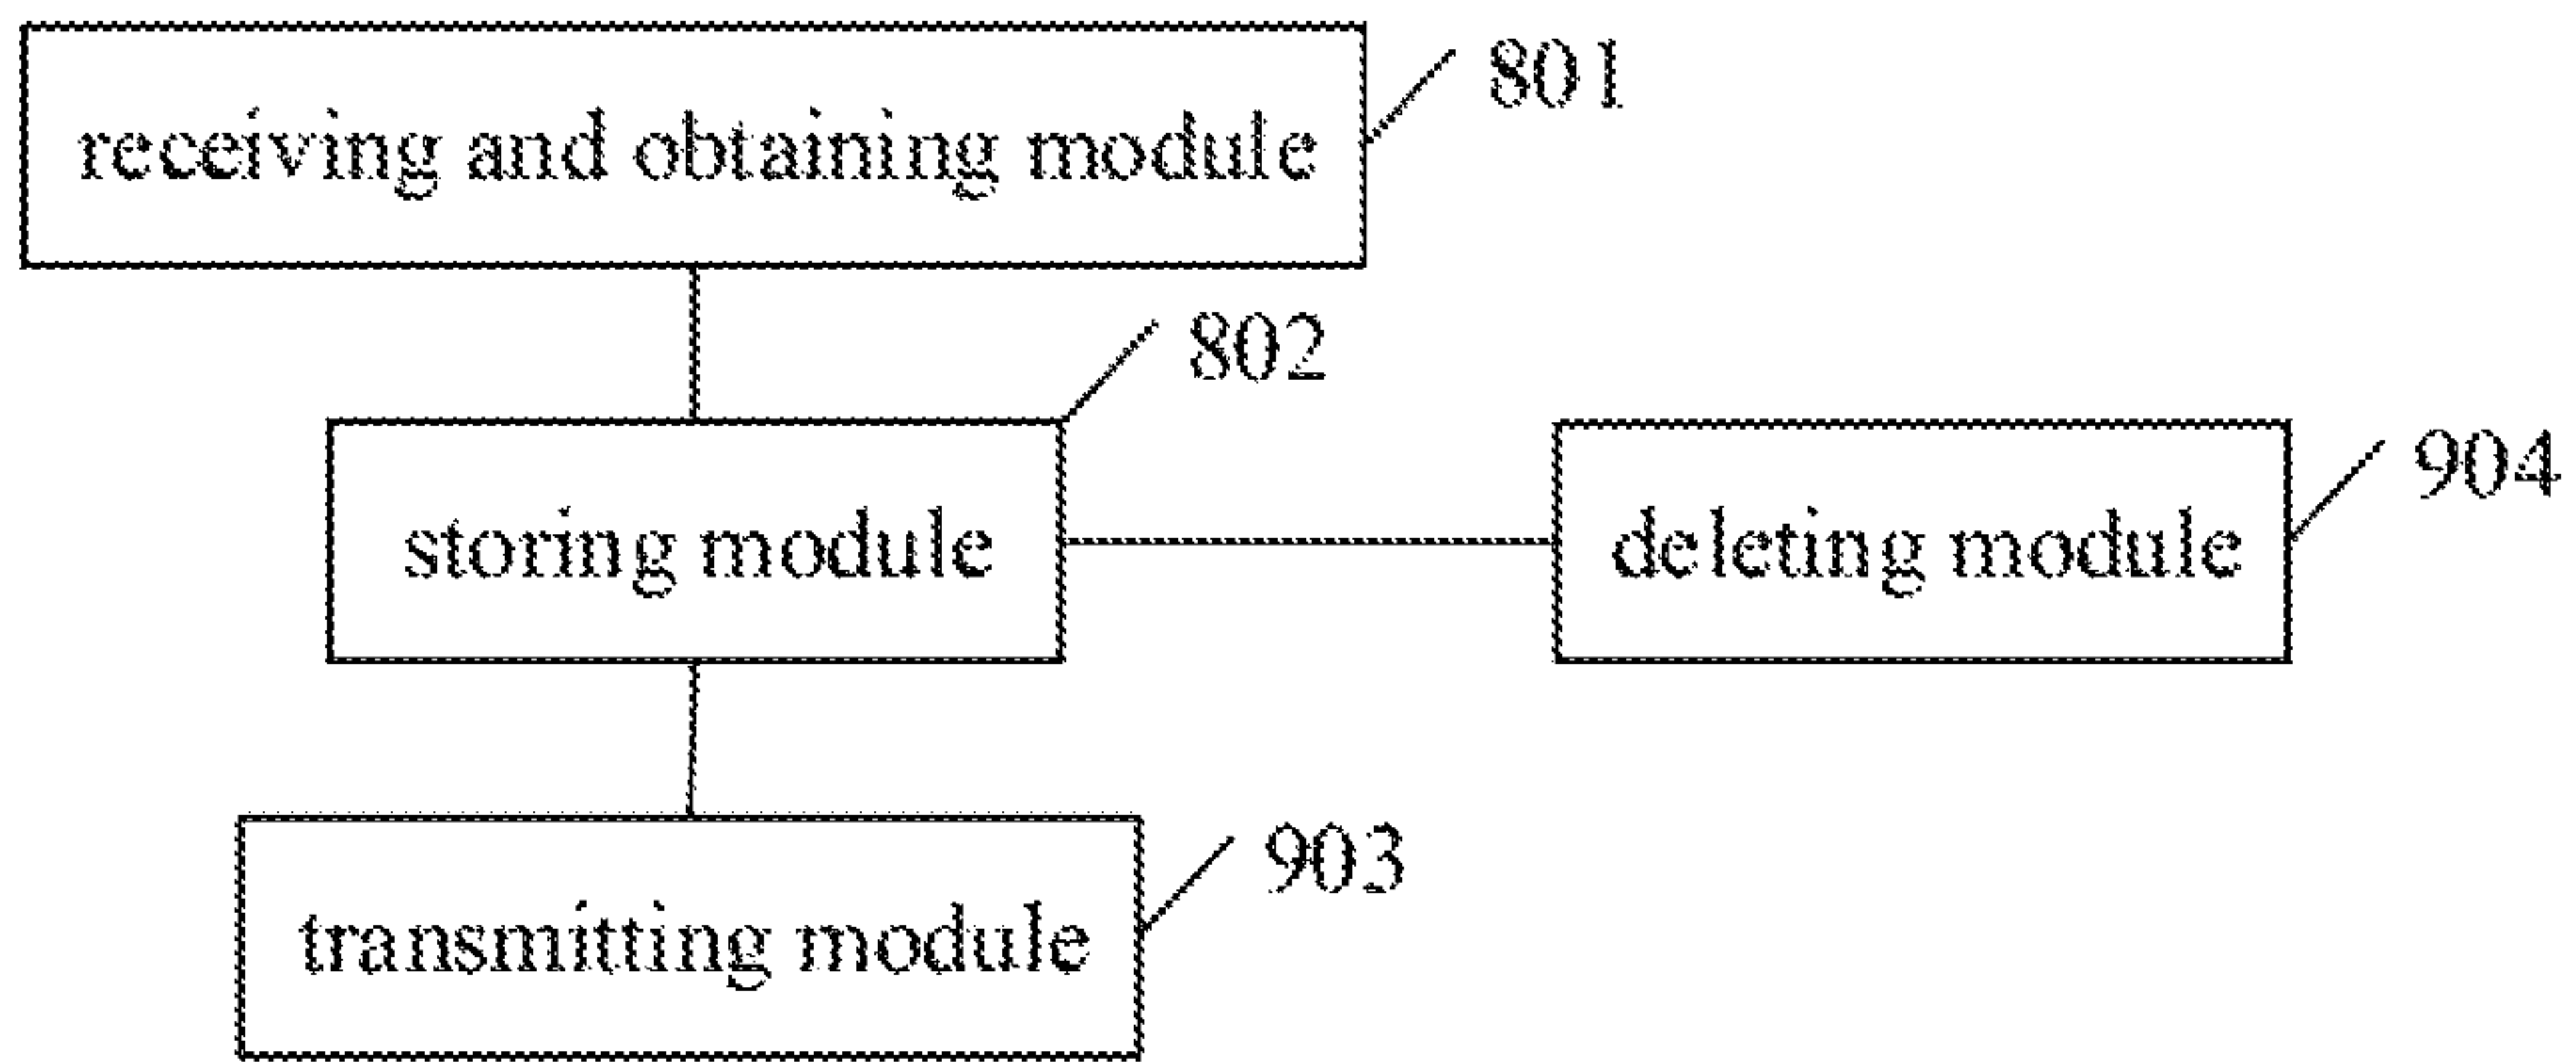 receiving and obtaining module
801
802
storing module
deleting module
904
transmitting module
903